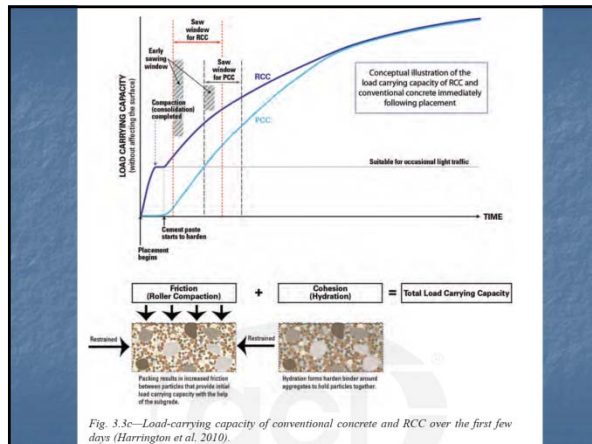 Saw
window
for RCC
Early
sawing
window
Saw
window
for PCC
RCC
Compaction
(consolidation)
completed
Conceptual illustration of the
load carrying capacity of RCC and
conventional concrete immediately
following placement
LOAD CARRYING CAPACITY
(without affecting the surface)
PCC
Suitable for occasional light traffic
TIME
Cement paste
starts to harden
Placement
begins
Friction
(Roller Compaction)
+
Cohesion
(Hydration)
=
Total Load Carrying Capacity
Restrained
Restrained
Packing results in increased friction
between particles that provide initial
load carrying capacity with the help
of the subgrade.
Hydration forms harden binder around
aggregates to hold particles together.
aci
®
Fig. 3.3c—Load-carrying capacity of conventional concrete and RCC over the first few
days (Harrington et al. 2010).